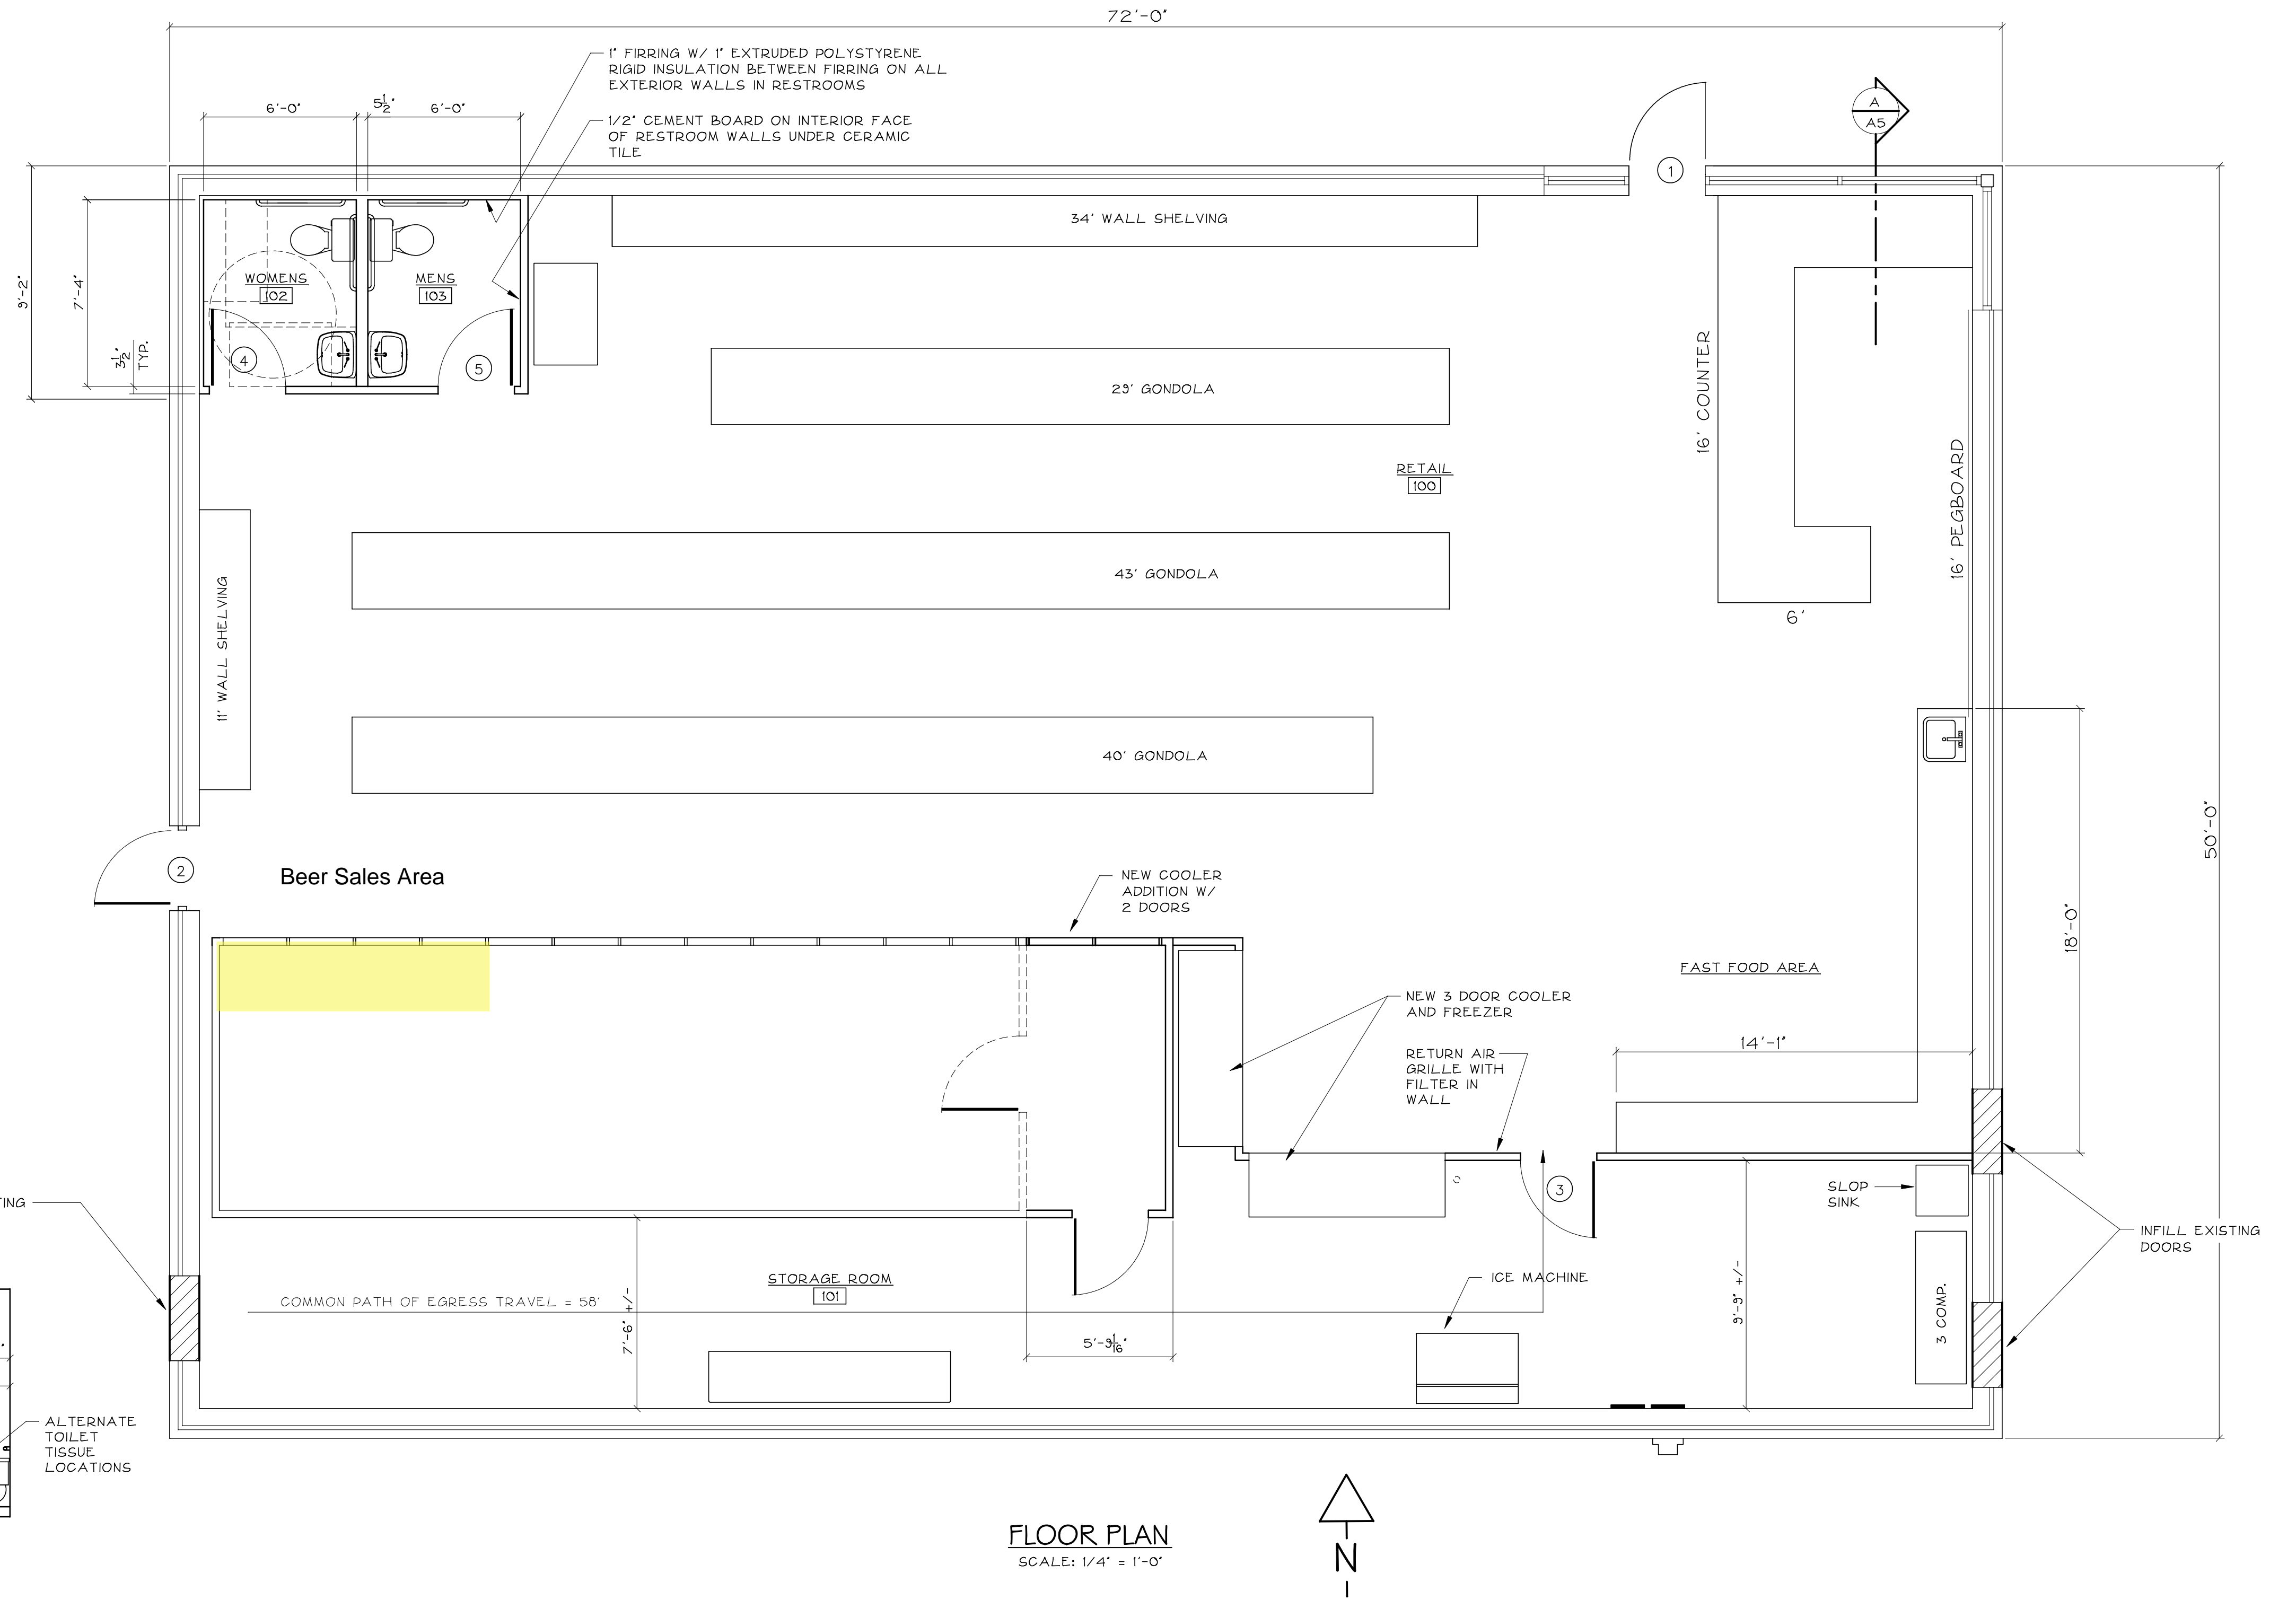 72'-0"
1" FIRRING W/ 1" EXTRUDED POLYSTYRENE
RIGID INSULATION BETWEEN FIRRING ON ALL
EXTERIOR WALLS IN RESTROOMS
6'-0"
5 1/2"
6'-0"
1/2" CEMENT BOARD ON INTERIOR FACE
OF RESTROOM WALLS UNDER CERAMIC
TILE
A
A5
1
34' WALL SHELVING
9'-2"
7'-4"
3 1/2"
TYP.
WOMENS
102
MENS
103
4
5
29' GONDOLA
16' COUNTER
RETAIL
100
16' PEGBOARD
43' GONDOLA
6'
11' WALL SHELVING
40' GONDOLA
50'-0"
2
Beer Sales Area
NEW COOLER
ADDITION W/
2 DOORS
18'-0"
FAST FOOD AREA
NEW 3 DOOR COOLER
AND FREEZER
14'-1"
RETURN AIR
GRILLE WITH
FILTER IN
WALL
3
SLOP
SINK
TING
INFILL EXISTING
DOORS
STORAGE ROOM
101
ICE MACHINE
COMMON PATH OF EGRESS TRAVEL = 58'
7'-6" +/-
9'-9" +/-
3 COMP.
5'-9 1/16"
ALTERNATE
TOILET
TISSUE
LOCATIONS
FLOOR PLAN
SCALE: 1/4" = 1'-0"
N